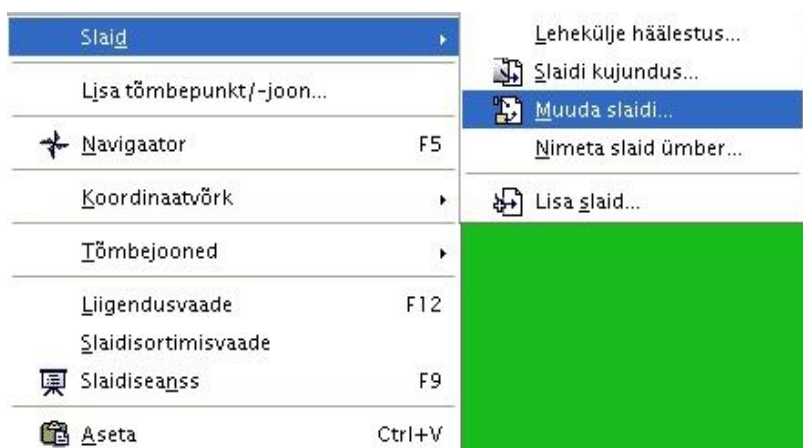 Slaid
Lisa tõmbepunkt/-joon...
Navigaator F5
Koordinaatvõrk
Tõmbejooned
Liigendusvaade F12
Slaidisortimisvaade
Slaidiseanss F9
Aseta Ctrl+V
Lehekülje häälestus...
Slaidi kujundus...
Muuda slaidi...
Nimeta slaid ümber...
Lisa slaid...